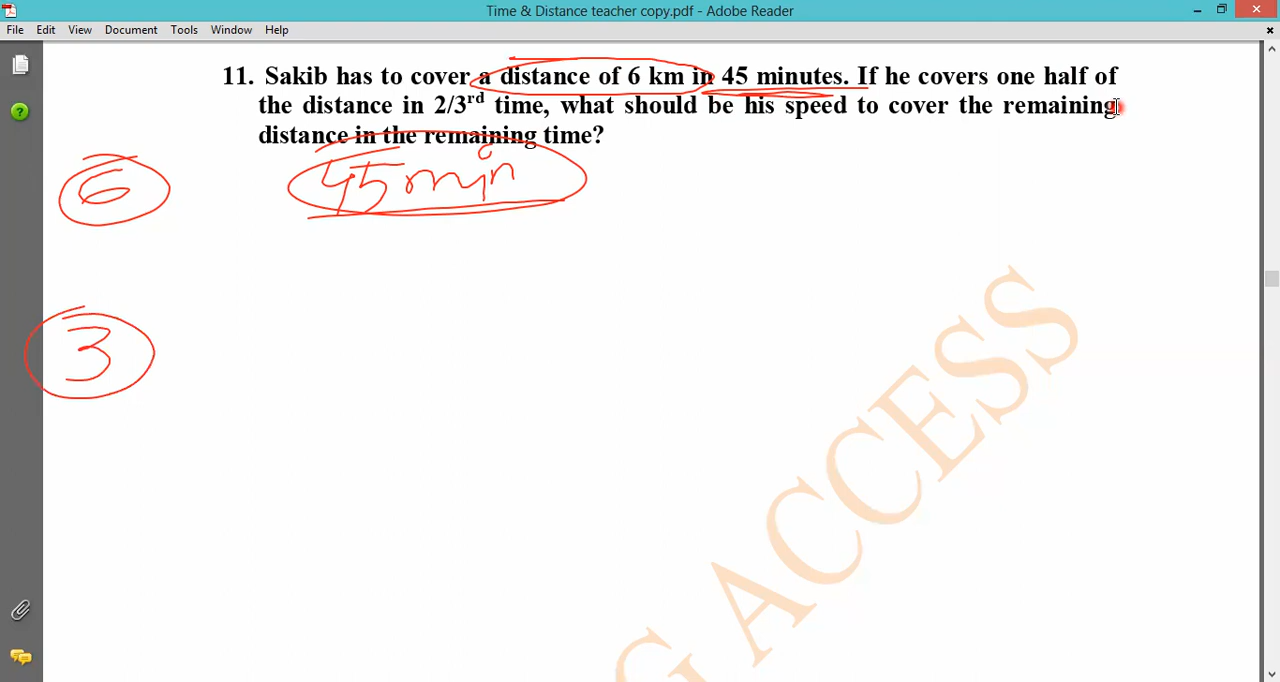 Time & Distance teacher copy.pdf - Adobe Reader
File Edit View Document Tools Window Help
11. Sakib has to cover a distance of 6 km in 45 minutes. If he covers one half of
the distance in 2/3rd time, what should be his speed to cover the remaining
distance in the remaining time?
6 45 min
3
G ACCESS